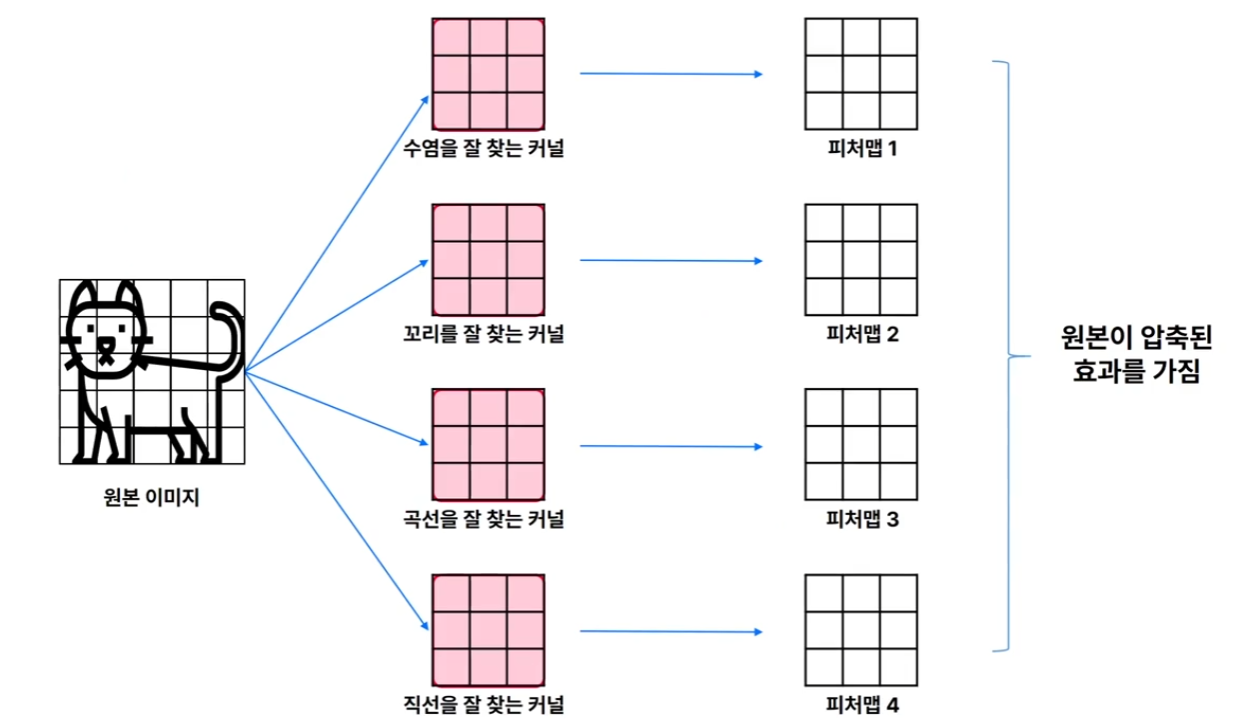 수염을 잘 찾는 커널
피처맵 1
꼬리를 잘 찾는 커널
피처맵 2
원본이 압축된
효과를 가짐
원본 이미지
곡선을 잘 찾는 커널
피처맵 3
직선을 잘 찾는 커널
피처맵 4